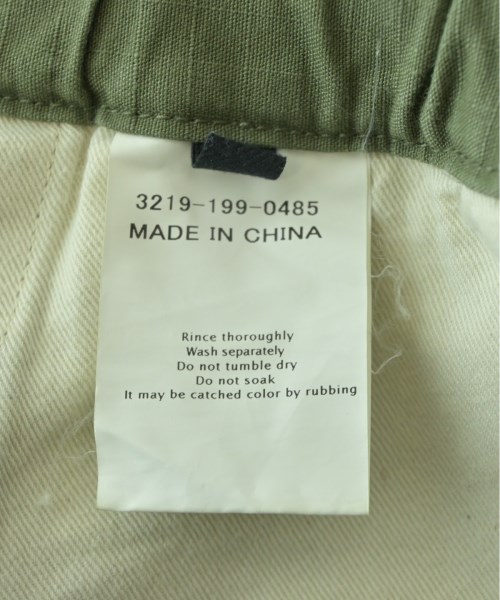 3219-199-0485
MADE IN CHINA
Rince thoroughly
Wash separately
Do not tumble dry
Do not soak
It may be catched color by rubbing